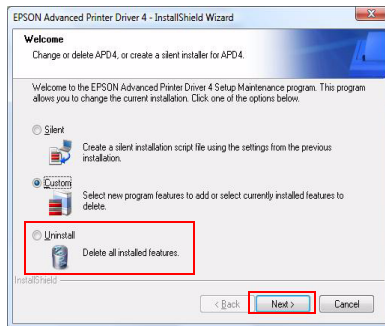 EPSON Advanced Printer Driver 4 - InstallShield Wizard
Welcome
Change or delete APD4, or create a silent installer for APD4.
Welcome to the EPSON Advanced Printer Driver 4 Setup Maintenance program. This program
allows you to change the current installation. Click one of the options below.
Silent
Create a silent installation script file using the settings from the previous
installation.
Custom
Select new program features to add or select currently installed features to
delete.
Uninstall
Delete all installed features.
InstallShield
< Back
Next >
Cancel